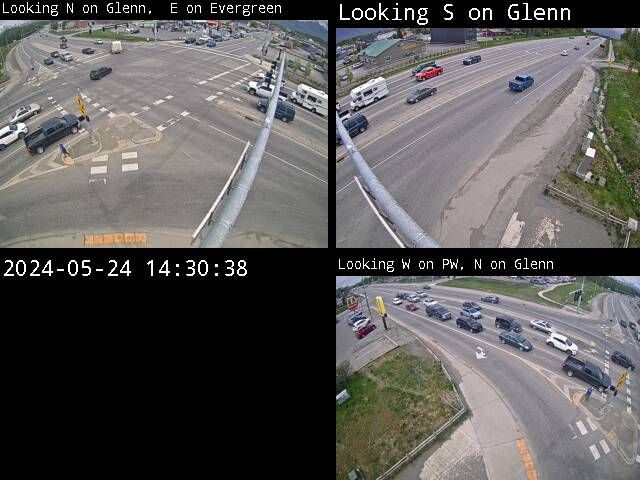 Looking N on Glenn,  E on Evergreen
Looking S on Glenn
2024-05-24 14:30:38
Looking W on PW, N on Glenn